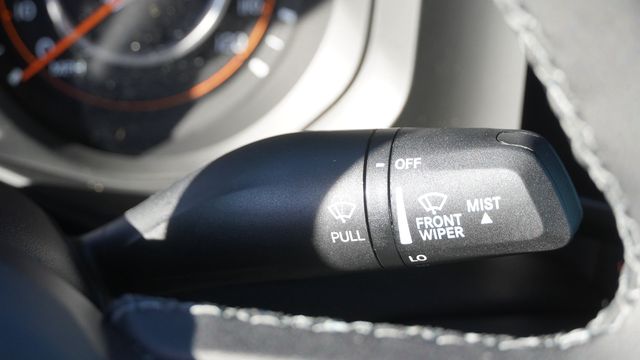 OFF
MIST
FRONT
WIPER
PULL
LO